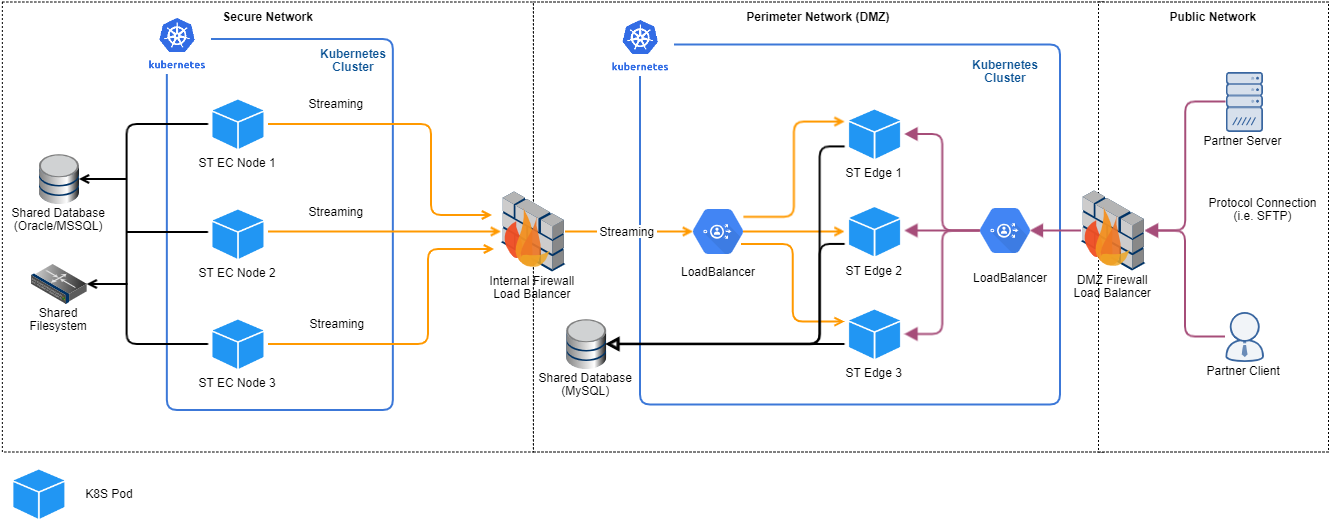 Secure Network
Perimeter Network (DMZ)
Public Network
kubernetes
Kubernetes
Cluster
Streaming
ST EC Node 1
Shared Database
(Oracle/MSSQL)
Streaming
ST EC Node 2
Shared
Filesystem
Streaming
ST EC Node 3
Internal Firewall
Load Balancer
Streaming
kubernetes
Kubernetes
Cluster
LoadBalancer
ST Edge 1
ST Edge 2
ST Edge 3
Shared Database
(MySQL)
LoadBalancer
DMZ Firewall
Load Balancer
Partner Server
Protocol Connection
(i.e. SFTP)
Partner Client
K8S Pod